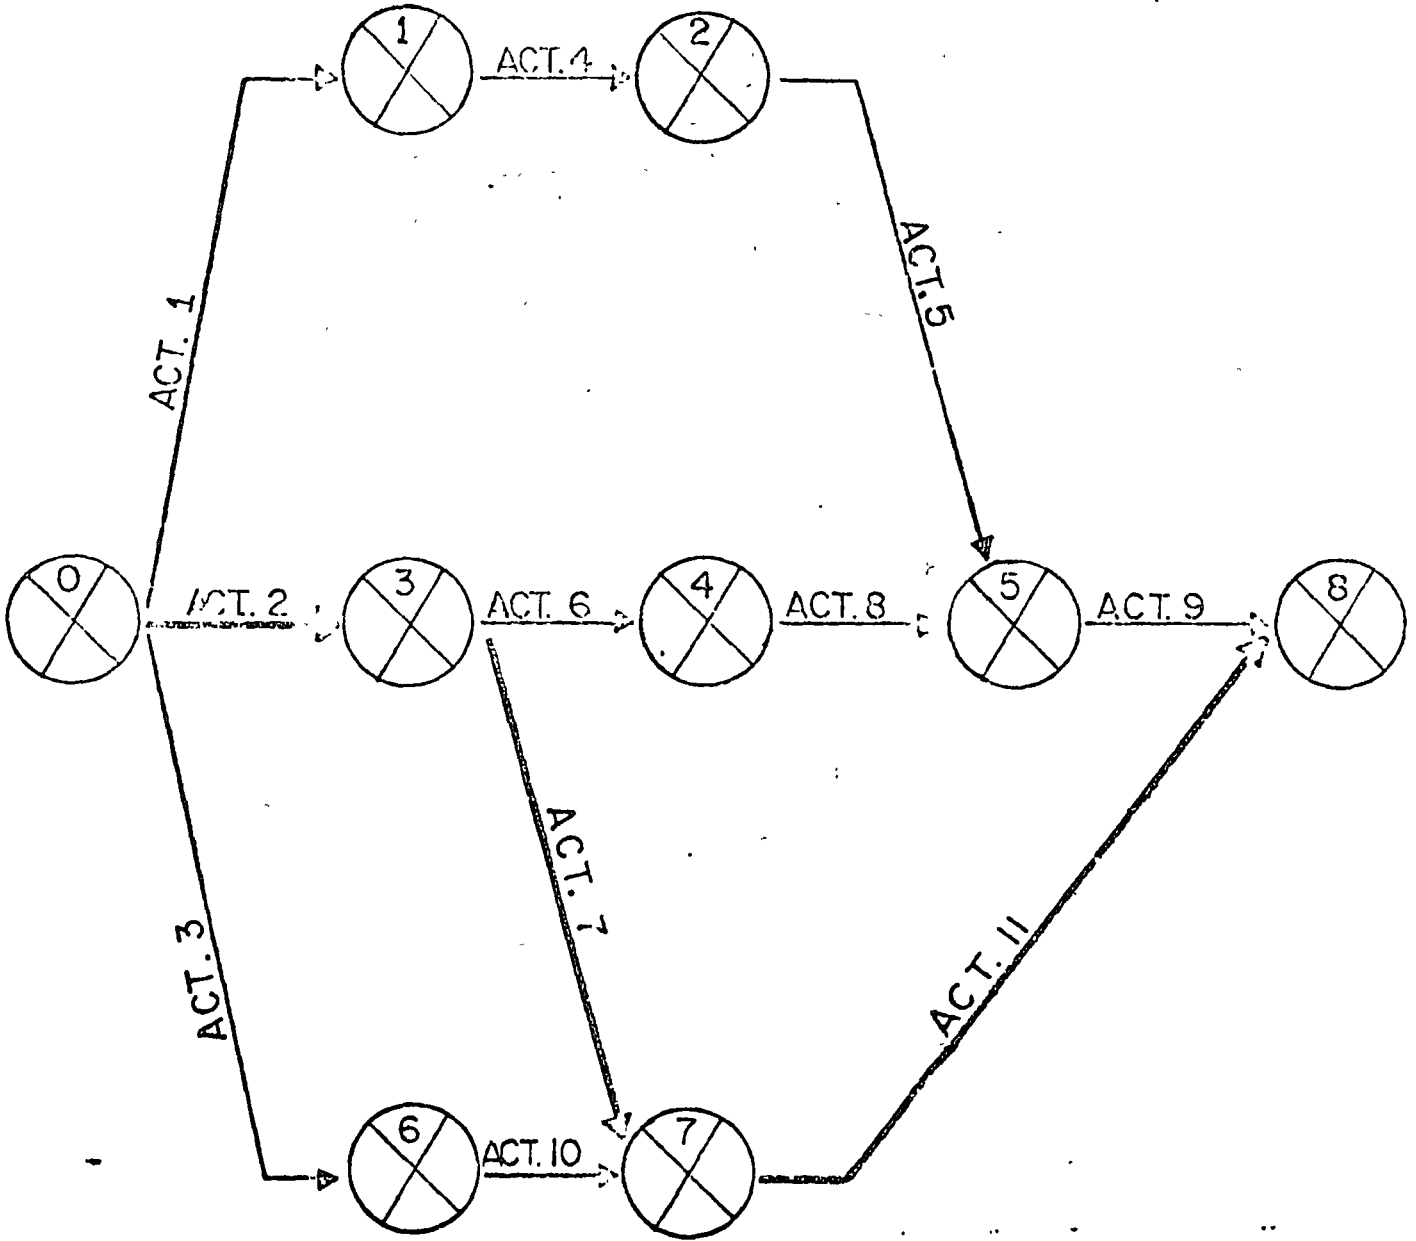 1
ACT. 4
2
ACT. 1
ACT. 5
0
ACT. 2
3
ACT. 6
4
ACT. 8
5
ACT. 9
8
ACT. 7
ACT. 3
ACT. 11
6
ACT. 10
7